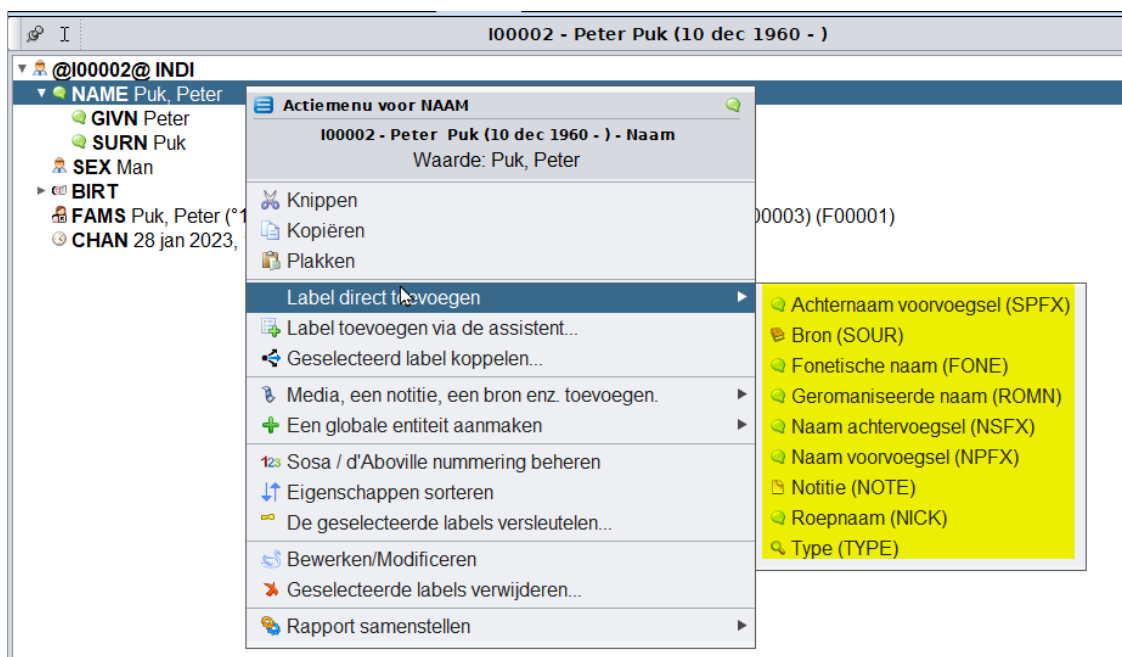 I00002 - Peter Puk (10 dec 1960 - )
@I00002@ INDI
NAME Puk, Peter
GIVN Peter
SURN Puk
SEX Man
BIRT
FAMS Puk, Peter (°1 00003) (F00001)
CHAN 28 jan 2023,
Actiemenu voor NAAM
I00002 - Peter Puk (10 dec 1960 - ) - Naam
Waarde: Puk, Peter
Knippen
Kopiëren
Plakken
Label direct toevoegen
Label toevoegen via de assistent...
Geselecteerd label koppelen...
Media, een notitie, een bron enz. toevoegen.
Een globale entiteit aanmaken
123 Sosa / d'Aboville nummering beheren
Eigenschappen sorteren
De geselecteerde labels versleutelen...
Bewerken/Modificeren
Geselecteerde labels verwijderen...
Rapport samenstellen
Achternaam voorvoegsel (SPFX)
Bron (SOUR)
Fonetische naam (FONE)
Geromaniseerde naam (ROMN)
Naam achtervoegsel (NSFX)
Naam voorvoegsel (NPFX)
Notitie (NOTE)
Roepnaam (NICK)
Type (TYPE)